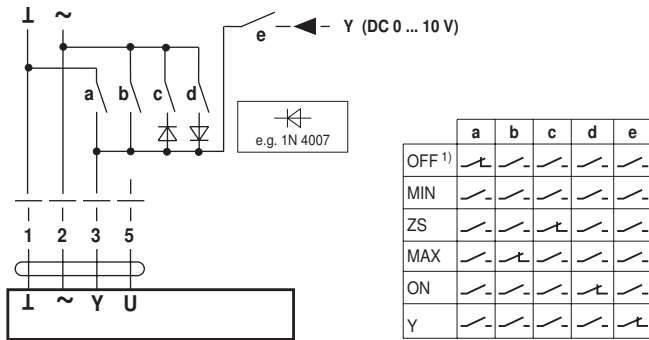 ⊥ ~
e Y (DC 0 ... 10 V)
a b c d
e.g. 1N 4007
1 2 3 5
⊥ ~ Y U
a b c d e
OFF 1)
MIN
ZS
MAX
ON
Y